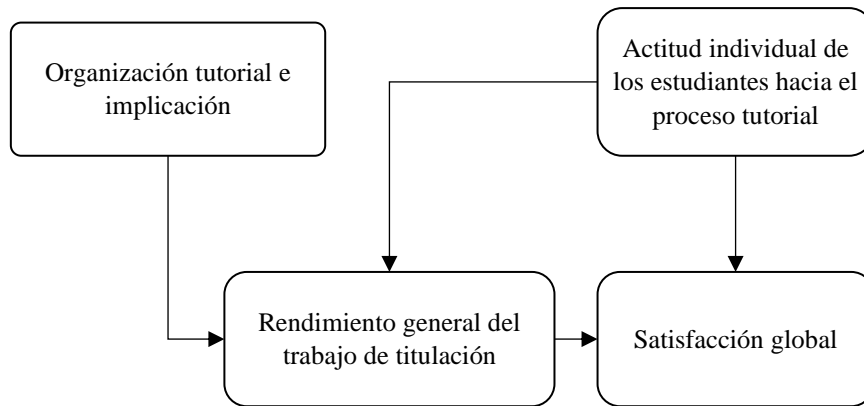 Organización tutorial e
implicación
Actitud individual de
los estudiantes hacia el
proceso tutorial
Rendimiento general del
trabajo de titulación
Satisfacción global